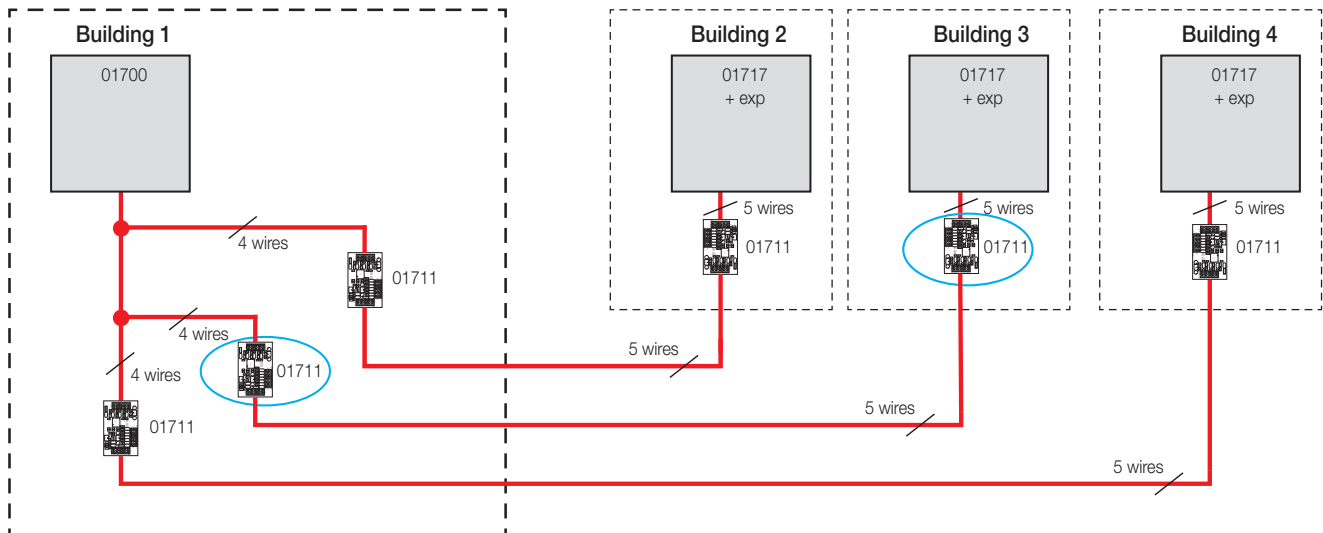 Building 1
Building 2
Building 3
Building 4
01700
01717
+ exp
01717
+ exp
01717
+ exp
5 wires
5 wires
5 wires
4 wires
01711
01711
01711
01711
4 wires
01711
5 wires
4 wires
01711
5 wires
01711
5 wires